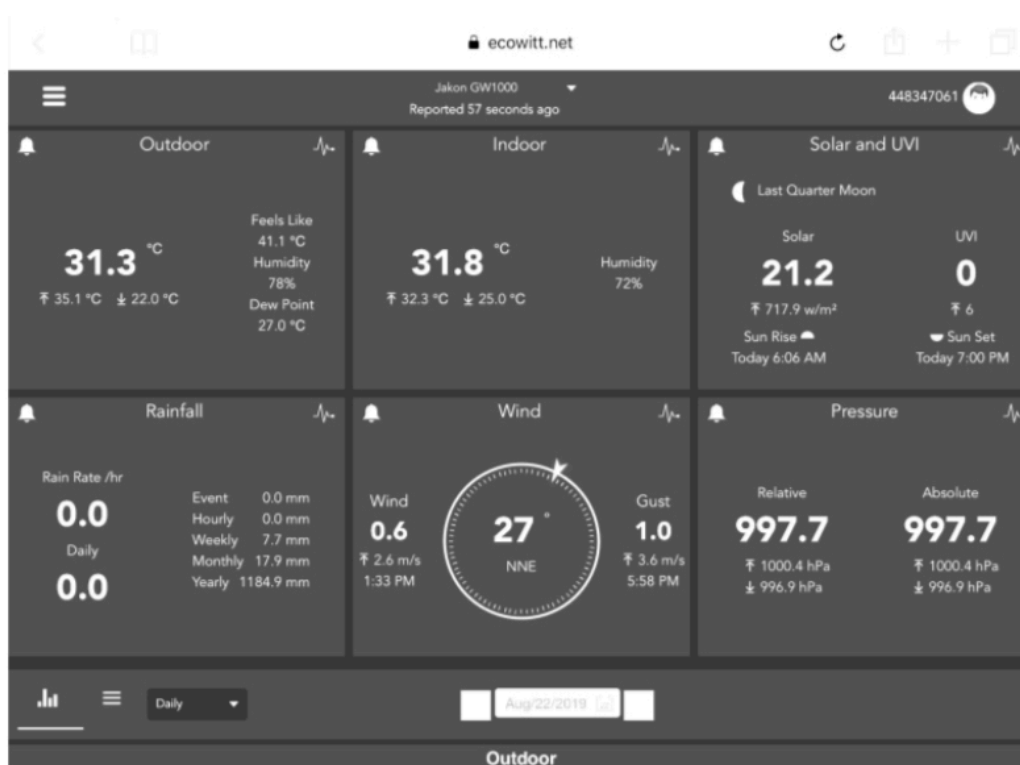 ecowitt.net
Jakon GW1000
Reported 57 seconds ago
448347061
Outdoor
31.3 °C
35.1 °C 22.0 °C
Feels Like
41.1 °C
Humidity
78%
Dew Point
27.0 °C
Indoor
31.8 °C
32.3 °C 25.0 °C
Humidity
72%
Solar and UVI
Last Quarter Moon
Solar
21.2
717.9 w/m²
UVI
0
6
Sun Rise
Today 6:06 AM
Sun Set
Today 7:00 PM
Rainfall
Rain Rate /hr
0.0
Daily
0.0
Event 0.0 mm
Hourly 0.0 mm
Weekly 7.7 mm
Monthly 17.9 mm
Yearly 1184.9 mm
Wind
Wind
0.6
2.6 m/s
1:33 PM
27 °
NNE
Gust
1.0
3.6 m/s
5:58 PM
Pressure
Relative
997.7
1000.4 hPa
996.9 hPa
Absolute
997.7
1000.4 hPa
996.9 hPa
Daily
Aug/22/2019
Outdoor